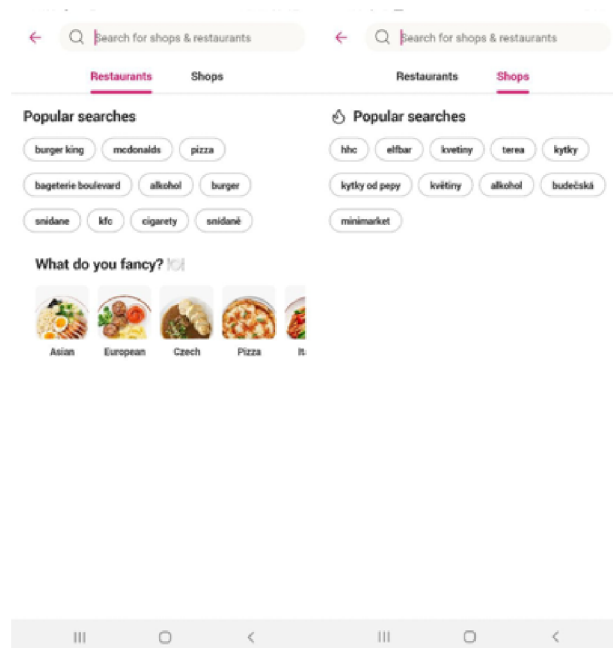 Search for shops & restaurants
Restaurants Shops
Popular searches
burger king mcdonalds pizza
bageterie boulevard alkohol burger
snidane kfc cigarety snídaně
What do you fancy?
Asian European Czech Pizza It
Search for shops & restaurants
Restaurants Shops
Popular searches
hhc elfbar kvetiny terea kytky
kytky od pepy květiny alkohol budečská
minimarket